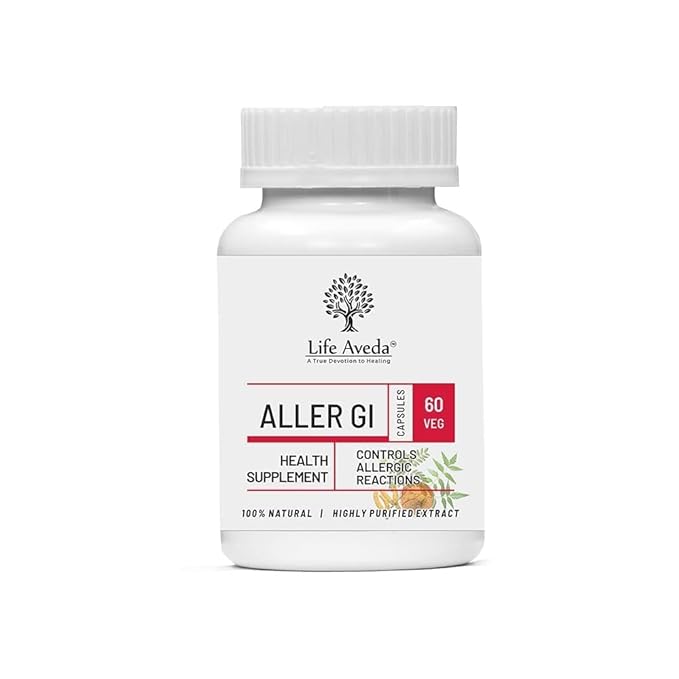 Life Aveda™
A True Devotion to Healing
ALLER GI
CAPSULES
60
VEG
HEALTH
SUPPLEMENT
CONTROLS
ALLERGIC
REACTIONS
100% NATURAL | HIGHLY PURIFIED EXTRACT